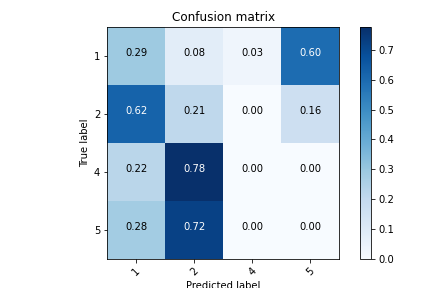 Confusion matrix
True label
1 0.29 0.08 0.03 0.60
2 0.62 0.21 0.00 0.16
4 0.22 0.78 0.00 0.00
5 0.28 0.72 0.00 0.00
1 2 4 5
Predicted label
0.7
0.6
0.5
0.4
0.3
0.2
0.1
0.0